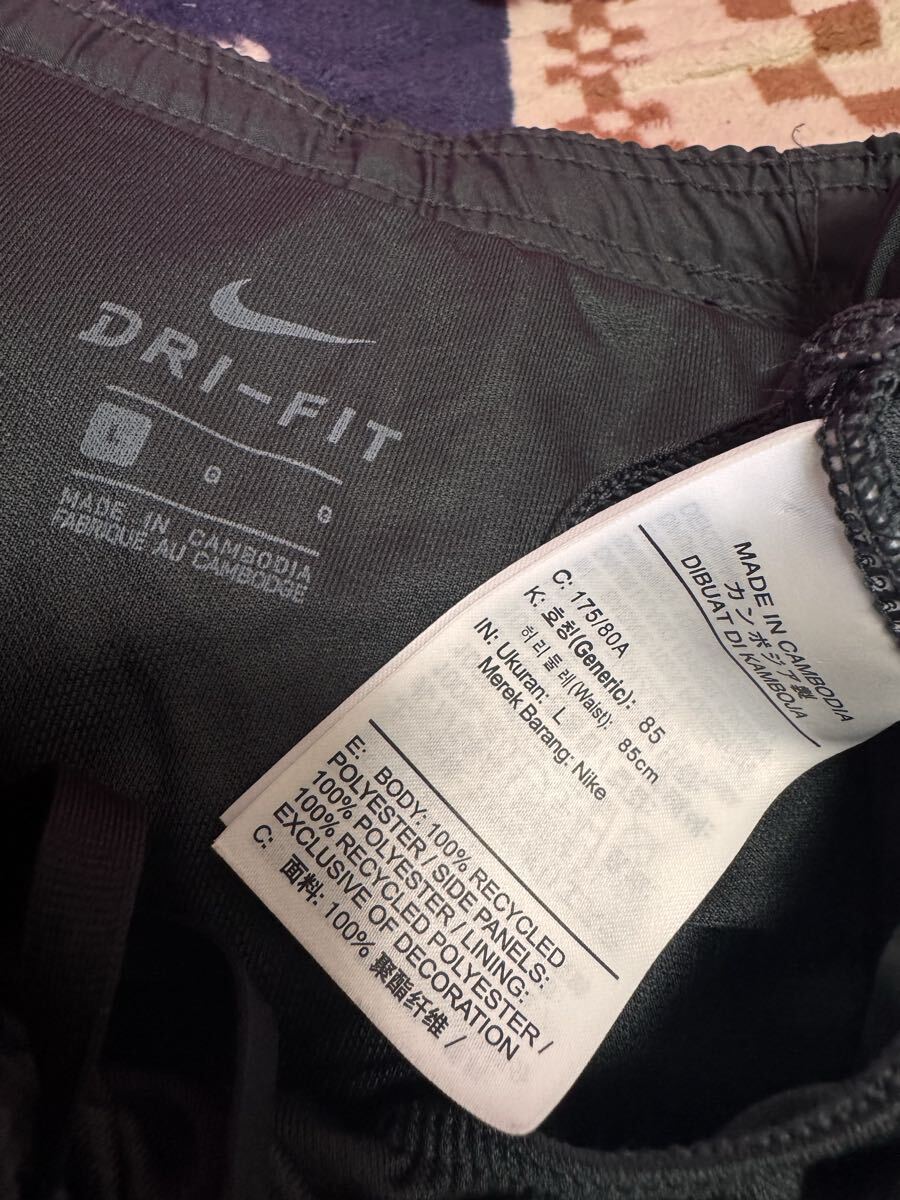 DRI-FIT
L
G
G
MADE IN CAMBODIA
FABRIQUÉ AU CAMBODGE
MADE IN CAMBODIA
カンボジア製
DIBUAT DI KAMBOJA
C: 175/80A
K: 호칭(Generic): 85
허리둘레(Waist): 85cm
IN: Ukuran: L
Merek Barang: Nike
E: BODY: 100% RECYCLED
POLYESTER / SIDE PANELS:
100% POLYESTER / LINING:
100% RECYCLED POLYESTER /
EXCLUSIVE OF DECORATION
C: 面料: 100% 聚酯纤维 /